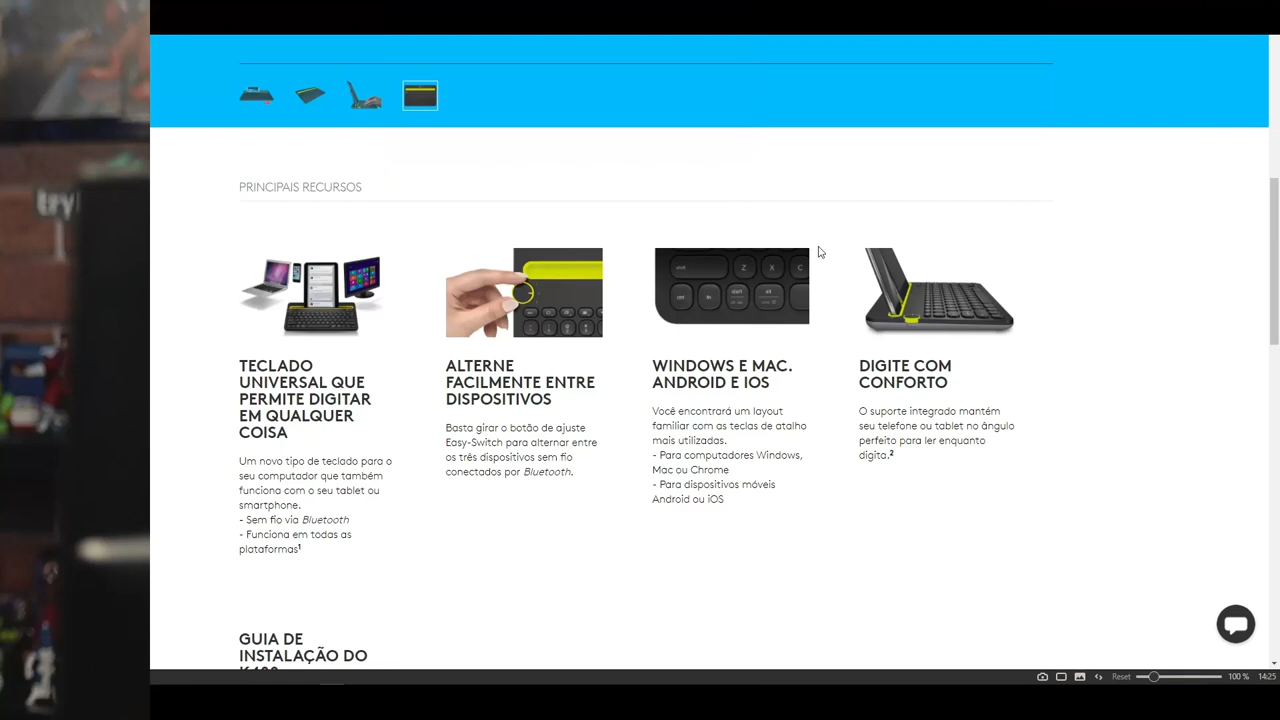 PRINCIPAIS RECURSOS
TECLADO
UNIVERSAL QUE
PERMITE DIGITAR
EM QUALQUER
COISA
Um novo tipo de teclado para o
seu computador que também
funciona com o seu tablet ou
smartphone.
- Sem fio via Bluetooth
- Funciona em todas as
plataformas¹
ALTERNE
FACILMENTE ENTRE
DISPOSITIVOS
Basta girar o botão de ajuste
Easy-Switch para alternar entre
os três dispositivos sem fio
conectados por Bluetooth.
shift Z X C
ctrl fn start alt
WINDOWS E MAC.
ANDROID E IOS
Você encontrará um layout
familiar com as teclas de atalho
mais utilizadas.
- Para computadores Windows,
Mac ou Chrome
- Para dispositivos móveis
Android ou iOS
DIGITE COM
CONFORTO
O suporte integrado mantém
seu telefone ou tablet no ângulo
perfeito para ler enquanto
digita.²
GUIA DE
INSTALAÇÃO DO
Reset 100 % 14:25